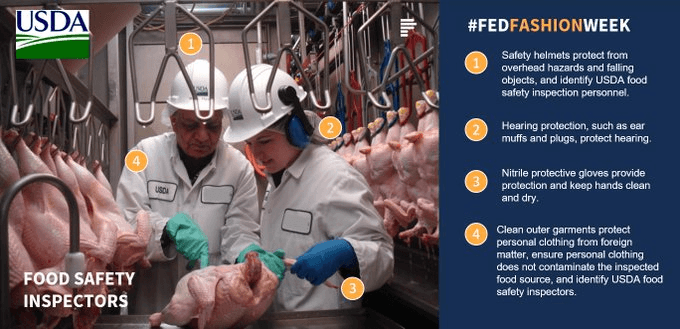 USDA
#FEDFASHIONWEEK
1
Safety helmets protect from
overhead hazards and falling
objects, and identify USDA food
safety inspection personnel.
2
Hearing protection, such as ear
muffs and plugs, protect hearing.
3
Nitrile protective gloves provide
protection and keep hands clean
and dry.
4
Clean outer garments protect
personal clothing from foreign
matter, ensure personal clothing
does not contaminate the inspected
food source, and identify USDA food
safety inspectors.
1
USDA
2
4
USDA
3
FOOD SAFETY
INSPECTORS